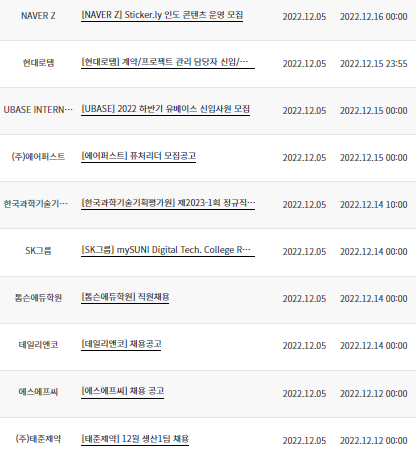 NAVER Z [NAVER Z] Sticker.ly 인도 콘텐츠 운영 모집 2022.12.05 2022.12.16 00:00
현대로템 [현대로템] 계약/프로젝트 관리 담당자 신입/··· 2022.12.05 2022.12.15 23:55
UBASE INTERN··· [UBASE] 2022 하반기 유베이스 신입사원 모집 2022.12.05 2022.12.15 00:00
(주)에어퍼스트 [에어퍼스트] 퓨처리더 모집공고 2022.12.05 2022.12.15 00:00
한국과학기술기··· [한국과학기술기획평가원] 제2023-1회 정규직··· 2022.12.05 2022.12.14 10:00
SK그룹 [SK그룹] mySUNI Digital Tech. College R··· 2022.12.05 2022.12.14 00:00
톰슨에듀학원 [톰슨에듀학원] 직원채용 2022.12.05 2022.12.14 00:00
데일리앤코 [데일리앤코] 채용공고 2022.12.05 2022.12.14 00:00
에스에프씨 [에스에프씨] 채용 공고 2022.12.05 2022.12.12 00:00
(주)태준제약 [태준제약] 12월 생산1팀 채용 2022.12.05 2022.12.12 00:00